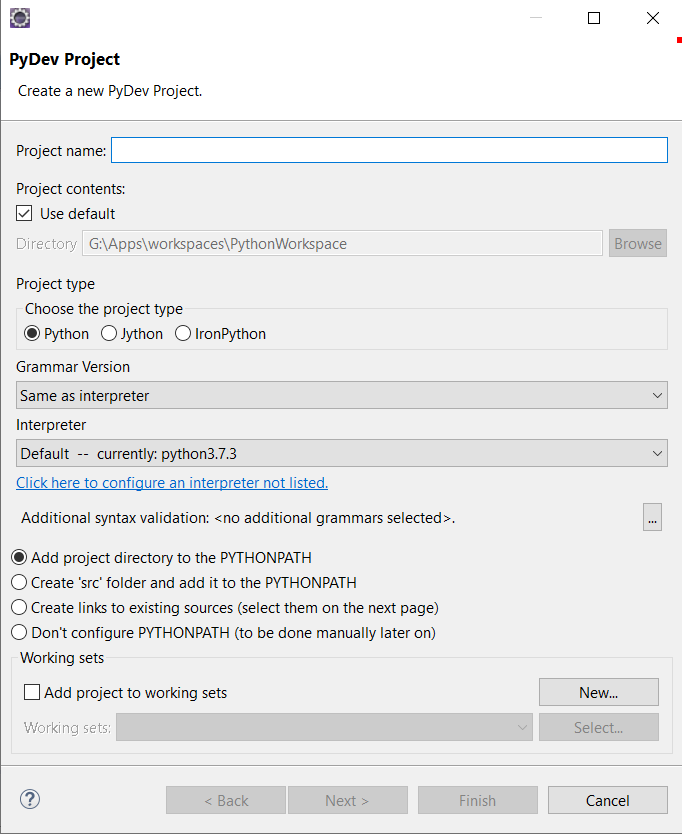 PyDev Project
Create a new PyDev Project.
Project name:
Project contents:
Use default
Directory G:\Apps\workspaces\PythonWorkspace Browse
Project type
Choose the project type
Python Jython IronPython
Grammar Version
Same as interpreter
Interpreter
Default -- currently: python3.7.3
Click here to configure an interpreter not listed.
Additional syntax validation: <no additional grammars selected>. ...
Add project directory to the PYTHONPATH
Create 'src' folder and add it to the PYTHONPATH
Create links to existing sources (select them on the next page)
Don't configure PYTHONPATH (to be done manually later on)
Working sets
Add project to working sets New...
Working sets: Select...
? < Back Next > Finish Cancel